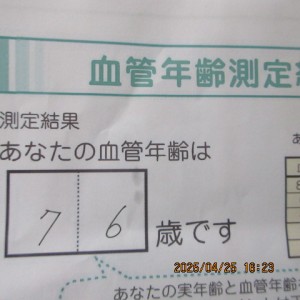 血管年齢測定
測定結果
あなたの血管年齢は
7 6 歳です
あなたの実年齢と血管年齢
2025/04/25 16:23